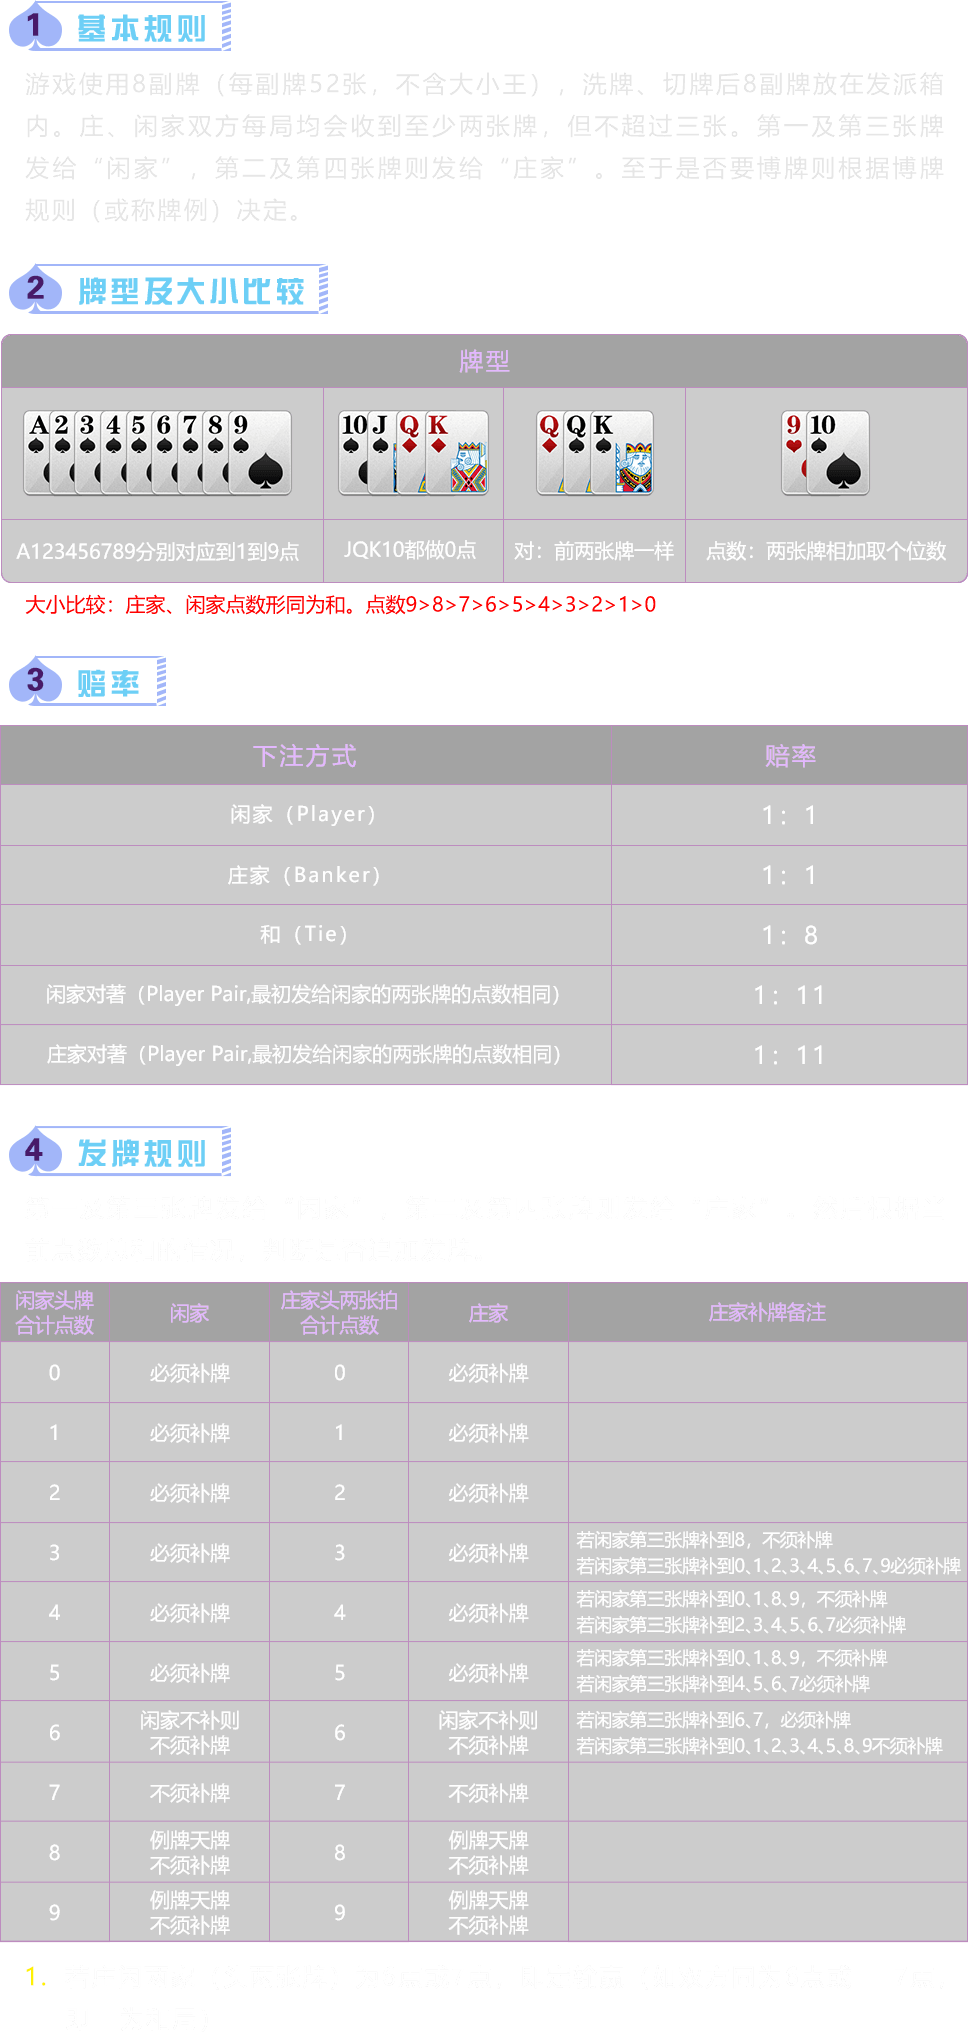 1 基本规则
游戏使用8副牌（每副牌52张，不含大小王），洗牌、切牌后8副牌放在发派箱
内。庄、闲家双方每局均会收到至少两张牌，但不超过三张。第一及第三张牌
发给“闲家”，第二及第四张牌则发给“庄家”。至于是否要博牌则根据博牌
规则（或称牌例）决定。
2 牌型及大小比较
牌型
A 2 3 4 5 6 7 8 9 10 J Q K Q Q K 9 10
A123456789分别对应到1到9点 JQK10都做0点 对：前两张牌一样 点数：两张牌相加取个位数
大小比较：庄家、闲家点数形同为和。点数9>8>7>6>5>4>3>2>1>0
3 赔率
下注方式 赔率
闲家（Player） 1：1
庄家（Banker） 1：1
和（Tie） 1：8
闲家对著（Player Pair,最初发给闲家的两张牌的点数相同） 1：11
庄家对著（Player Pair,最初发给闲家的两张牌的点数相同） 1：11
4 发牌规则
闲家头牌
合计点数
闲家
庄家头两张拍
合计点数
庄家
庄家补牌备注
0 必须补牌 0 必须补牌
1 必须补牌 1 必须补牌
2 必须补牌 2 必须补牌
3 必须补牌 3 必须补牌
若闲家第三张牌补到8，不须补牌
若闲家第三张牌补到0、1、2、3、4、5、6、7、9必须补牌
4 必须补牌 4 必须补牌
若闲家第三张牌补到0、1、8、9，不须补牌
若闲家第三张牌补到2、3、4、5、6、7必须补牌
5 必须补牌 5 必须补牌
若闲家第三张牌补到0、1、8、9，不须补牌
若闲家第三张牌补到4、5、6、7必须补牌
6
闲家不补则
不须补牌
6
闲家不补则
不须补牌
若闲家第三张牌补到6、7，必须补牌
若闲家第三张牌补到0、1、2、3、4、5、8、9不须补牌
7 不须补牌 7 不须补牌
8
例牌天牌
不须补牌
8
例牌天牌
不须补牌
9
例牌天牌
不须补牌
9
例牌天牌
不须补牌
1.